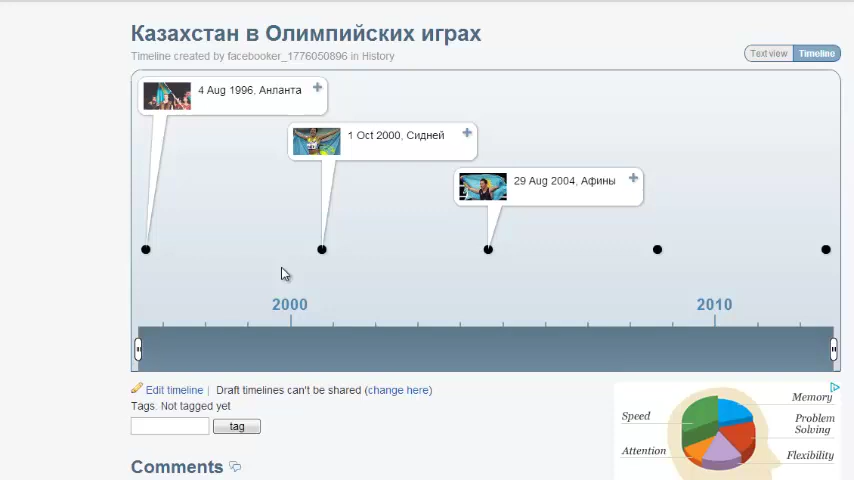 Казахстан в Олимпийских играх
Timeline created by facebooker_1776050896 in History
Text view Timeline
4 Aug 1996, Анланта
1 Oct 2000, Сидней
29 Aug 2004, Афины
2000 2010
Edit timeline | Draft timelines can't be shared (change here)
Tags: Not tagged yet
tag
Comments
Memory
Speed
Problem
Solving
Attention
Flexibility